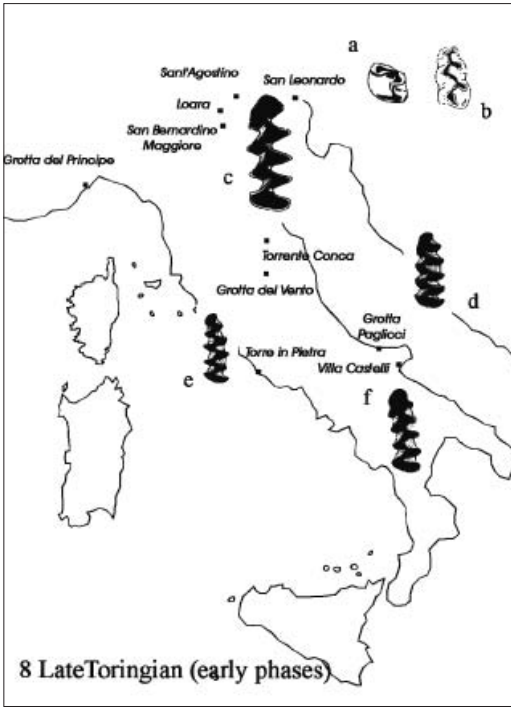 a
b
Sant'Agostino
San Leonardo
Loara
San Bernardino
Maggiore
Grotta del Principe
c
Torrente Conca
Grotta del Vento
d
Grotta
Paglicci
Torre in Pietra
Villa Castelli
e
f
8 LateToringian (early phases)